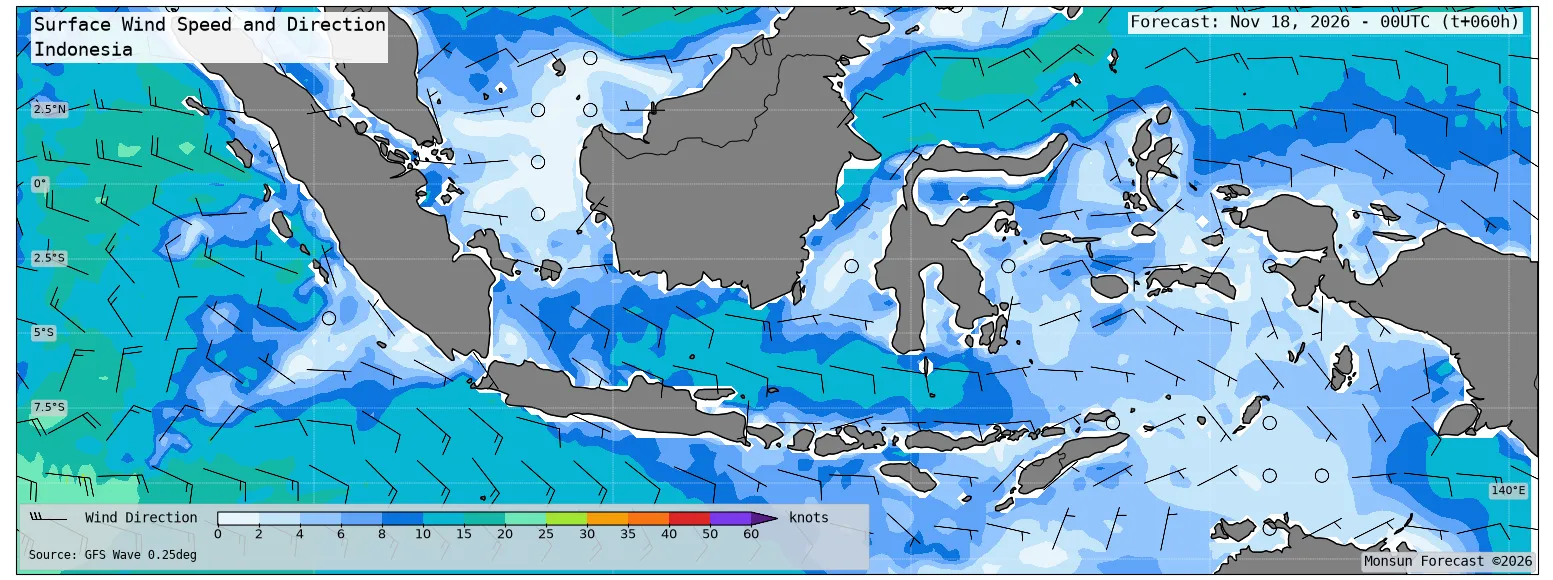 Surface Wind Speed and Direction
Indonesia
Forecast: Nov 18, 2026 - 00UTC (t+060h)
2.5°N
0°
2.5°S
5°S
7.5°S
140°E
Wind Direction
0 2 4 6 8 10 15 20 25 30 35 40 50 60
knots
Source: GFS Wave 0.25deg
Monsun Forecast ©2026